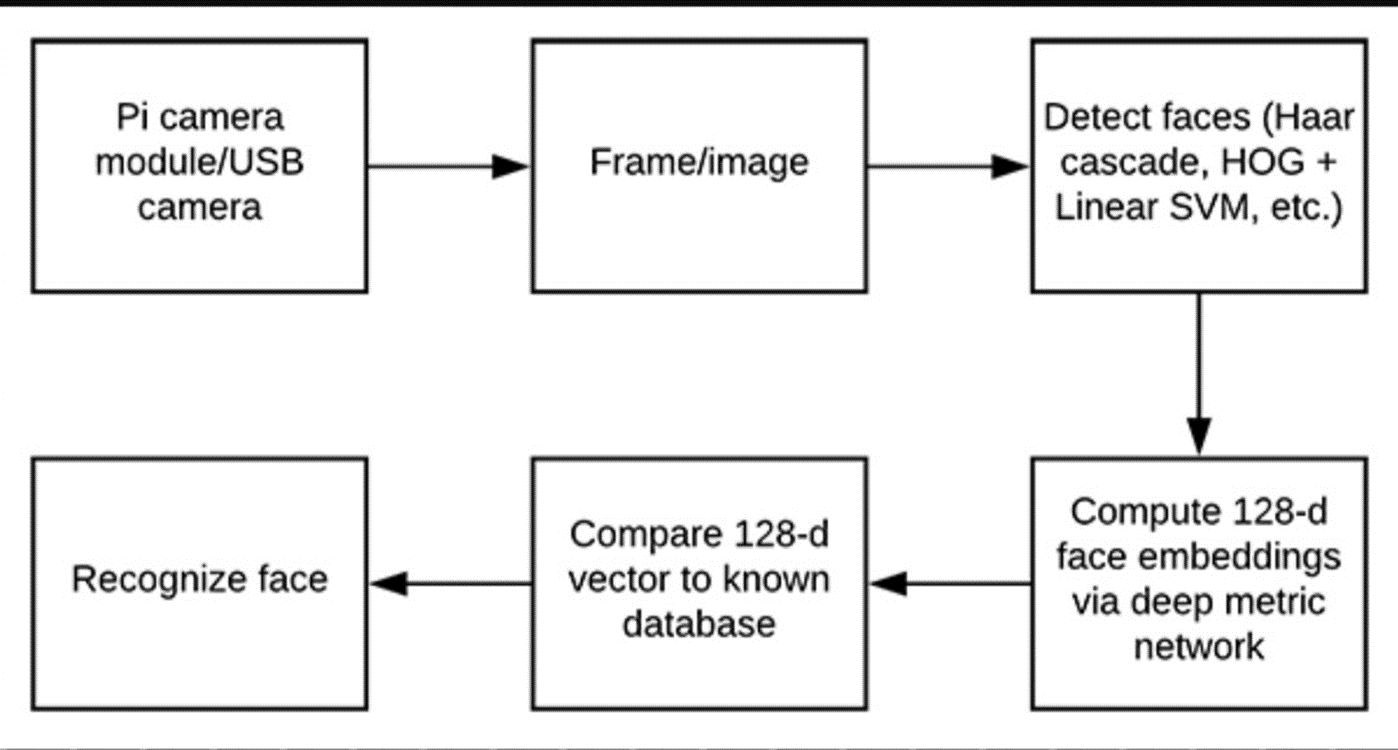 Pi camera
module/USB
camera
Frame/image
Detect faces (Haar
cascade, HOG +
Linear SVM, etc.)
Compute 128-d
face embeddings
via deep metric
network
Compare 128-d
vector to known
database
Recognize face